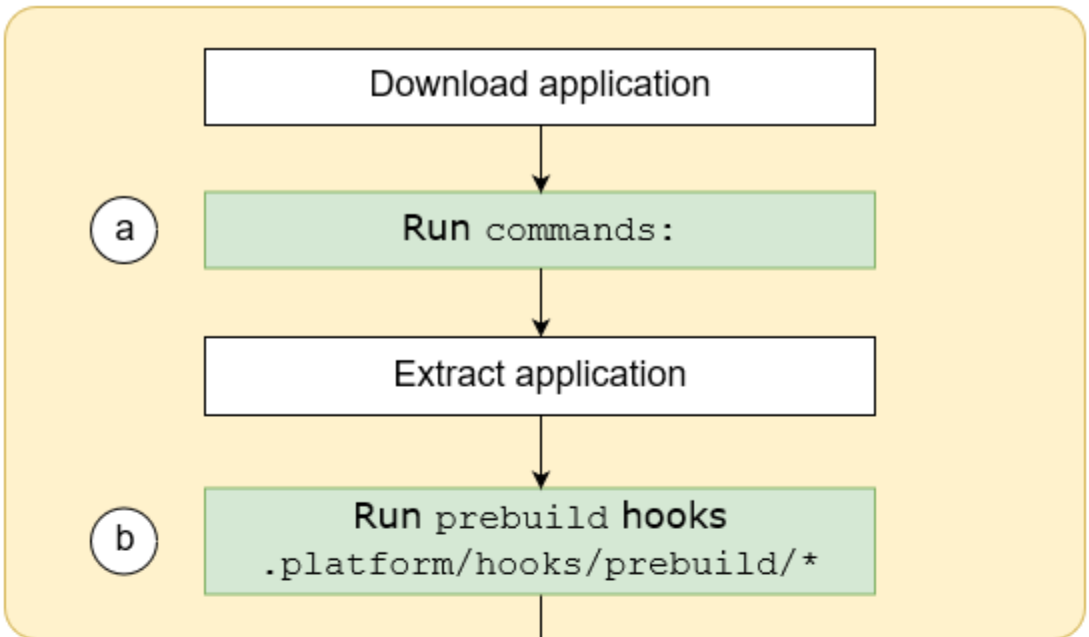 Download application
a
Run commands:
Extract application
b
Run prebuild hooks
.platform/hooks/prebuild/*